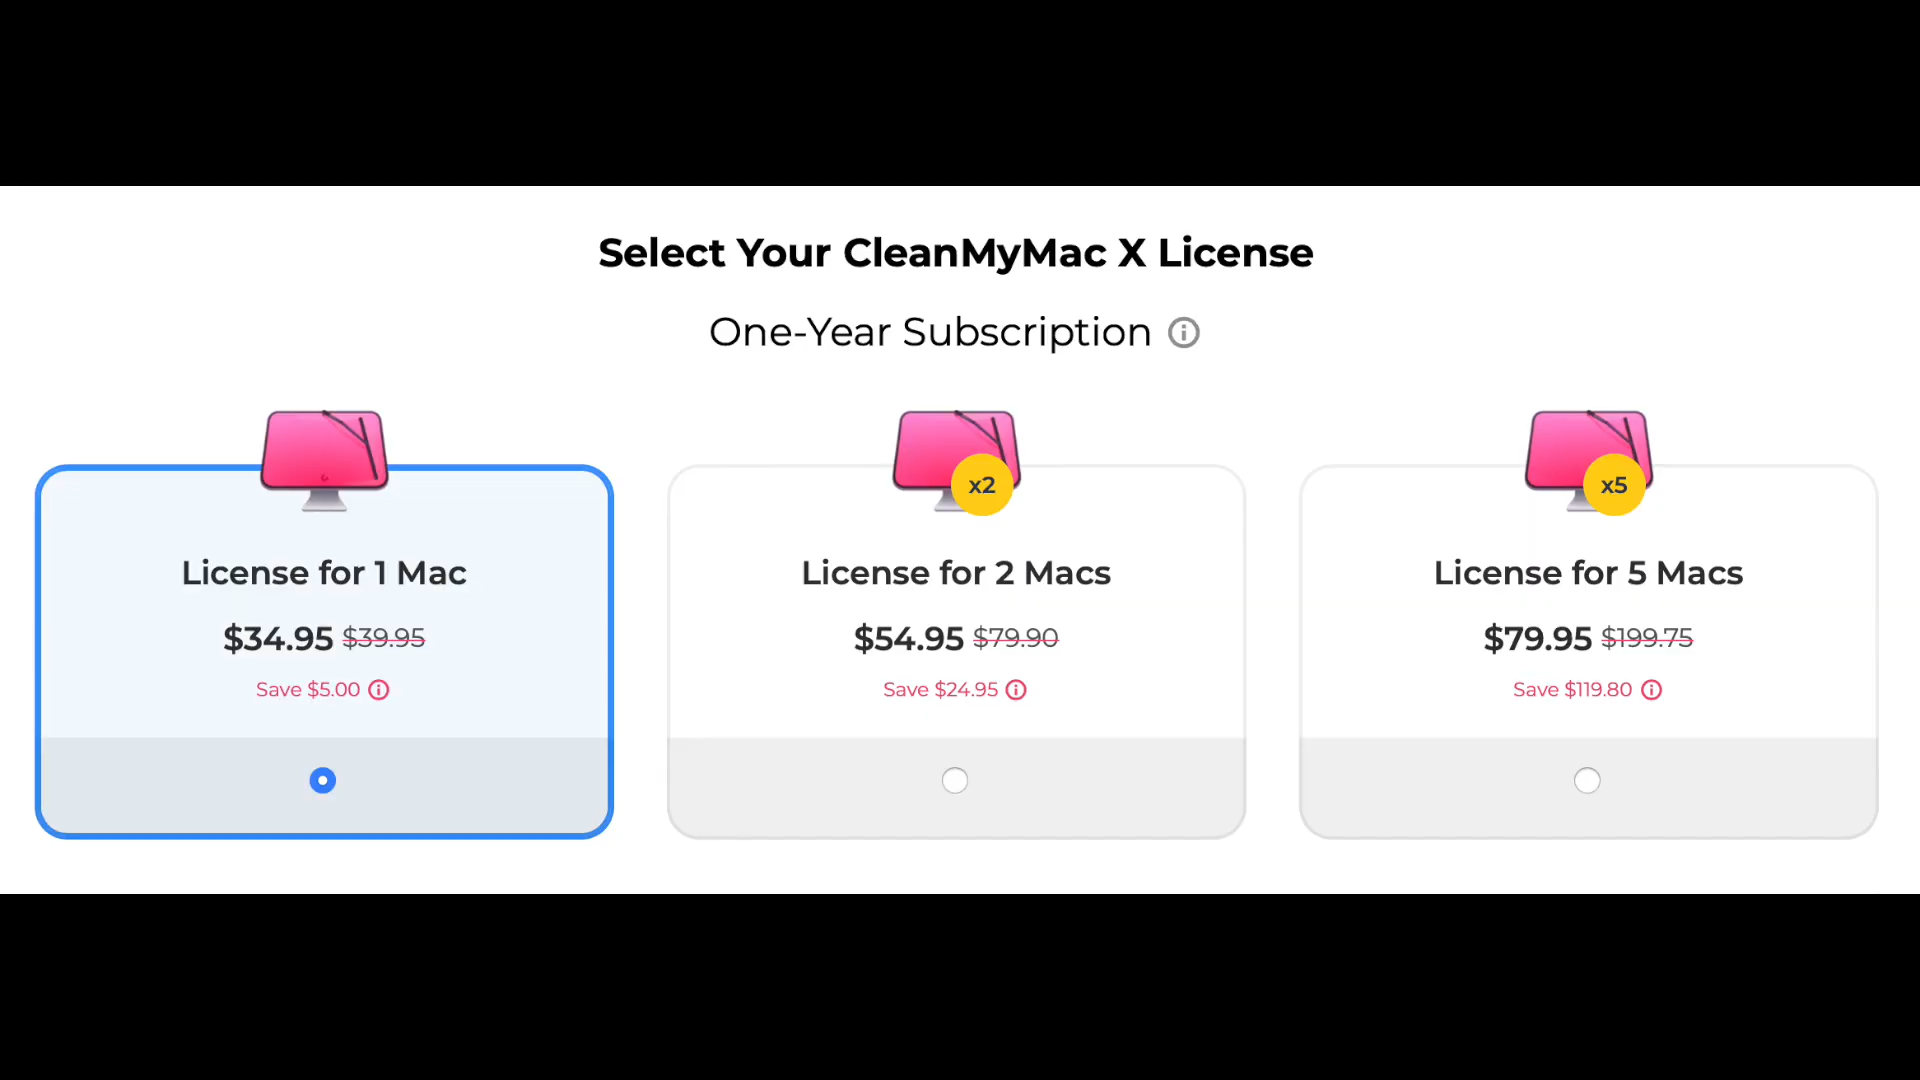 Select Your CleanMyMac X License
One-Year Subscription
License for 1 Mac
$34.95 $39.95
Save $5.00
x2
License for 2 Macs
$54.95 $79.90
Save $24.95
x5
License for 5 Macs
$79.95 $199.75
Save $119.80